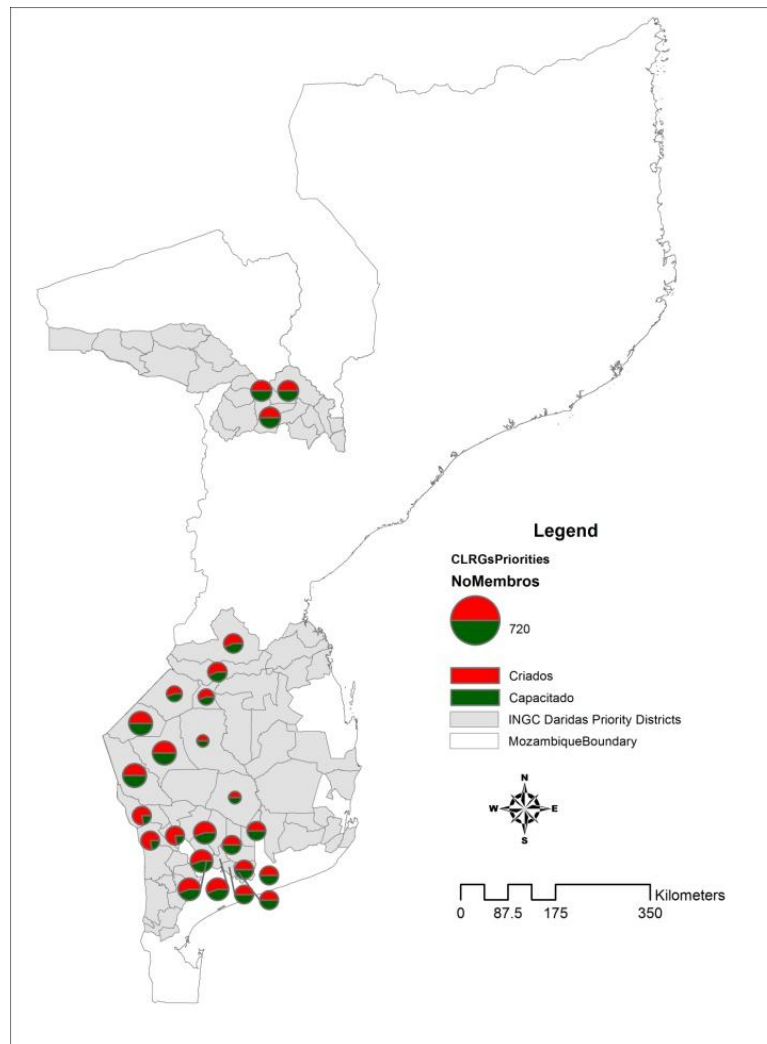 Legend
CLRGsPriorities
NoMembros
720
Criados
Capacitado
INGC Daridas Priority Districts
MozambiqueBoundary
N
W E
S
Kilometers
0 87.5 175 350